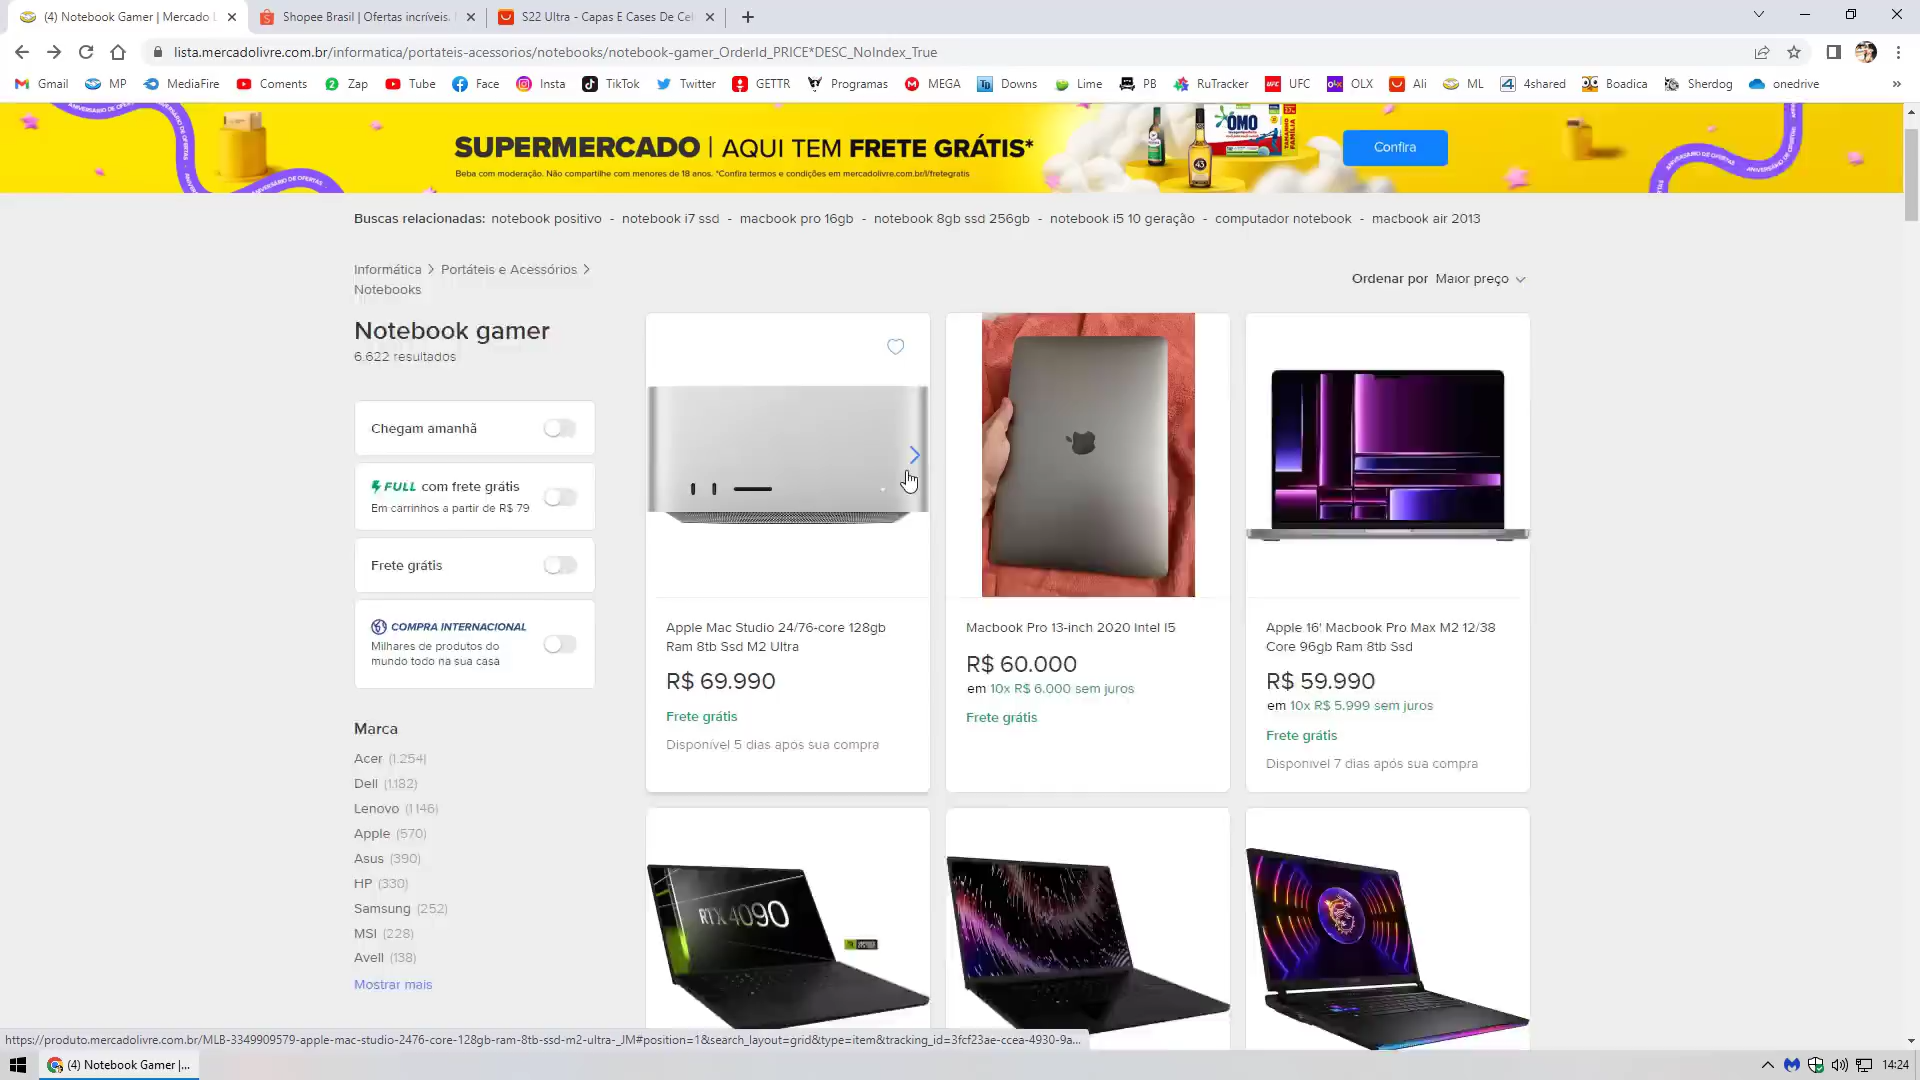 (4) Notebook Gamer | Mercado L
Shopee Brasil | Ofertas incríveis.
S22 Ultra - Capas E Cases De Cel
lista.mercadolivre.com.br/informatica/portateis-acessorios/notebooks/notebook-gamer_OrderId_PRICE*DESC_NoIndex_True
Gmail MP MediaFire Coments Zap Tube Face Insta TikTok Twitter GETTR Programas MEGA Downs Lime PB RuTracker UFC OLX Ali ML 4shared Boadica Sherdog onedrive »
SUPERMERCADO | AQUI TEM FRETE GRÁTIS*
Beba com moderação. Não compartilhe com menores de 18 anos. *Confira termos e condições em mercadolivre.com.br/l/fretegratis
Confira
Buscas relacionadas: notebook positivo - notebook i7 ssd - macbook pro 16gb - notebook 8gb ssd 256gb - notebook i5 10 geração - computador notebook - macbook air 2013
Informática > Portáteis e Acessórios >
Notebooks
Ordenar por Maior preço
Notebook gamer
6.622 resultados
Chegam amanhã
FULL com frete grátis
Em carrinhos a partir de R$ 79
Frete grátis
COMPRA INTERNACIONAL
Milhares de produtos do
mundo todo na sua casa
Marca
Acer (1.254)
Dell (1.182)
Lenovo (1.146)
Apple (570)
Asus (390)
HP (330)
Samsung (252)
MSI (228)
Avell (138)
Mostrar mais
Apple Mac Studio 24/76-core 128gb
Ram 8tb Ssd M2 Ultra
R$ 69.990
Frete grátis
Disponível 5 dias após sua compra
Macbook Pro 13-inch 2020 Intel I5
R$ 60.000
em 10x R$ 6.000 sem juros
Frete grátis
Apple 16' Macbook Pro Max M2 12/38
Core 96gb Ram 8tb Ssd
R$ 59.990
em 10x R$ 5.999 sem juros
Frete grátis
Disponível 7 dias após sua compra
RTX 4090
https://produto.mercadolivre.com.br/MLB-3349909579-apple-mac-studio-2476-core-128gb-ram-8tb-ssd-m2-ultra-_JM#position=1&search_layout=grid&type=item&tracking_id=3fcf23ae-ccea-4930-9a...
(4) Notebook Gamer |...
14:24